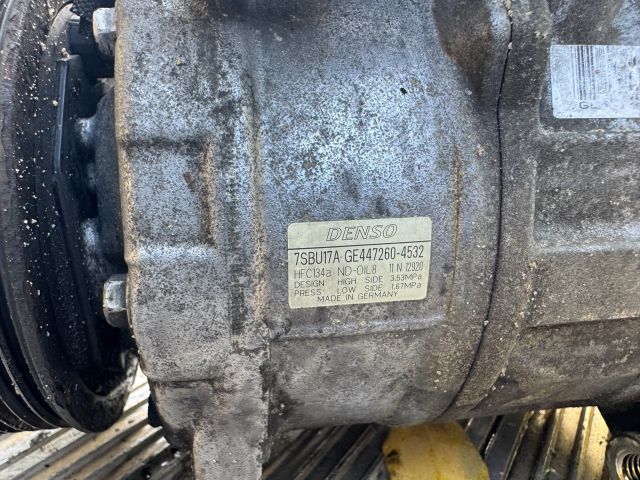 DENSO
7SBU17A GE447260-4532
HFC134a ND-OIL8 11 N 12920
DESIGN HIGH SIDE 3.53MPa
PRESS. LOW SIDE 1.67MPa
MADE IN GERMANY
GL